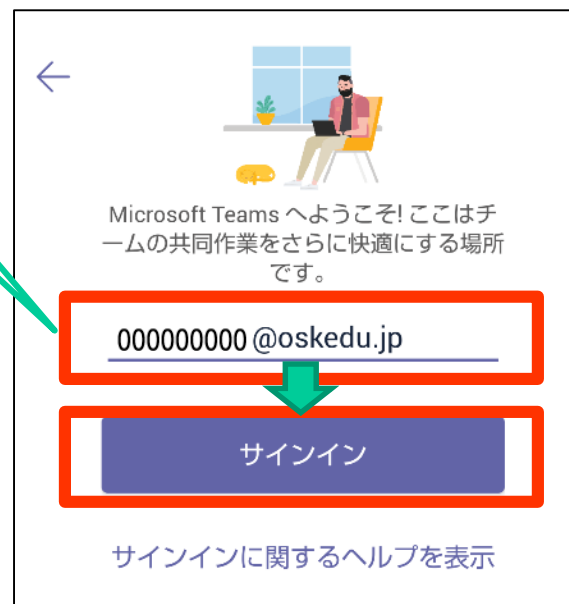 Microsoft Teams へようこそ! ここはチ
ームの共同作業をさらに快適にする場所
です。
000000000 @oskedu.jp
サインイン
サインインに関するヘルプを表示